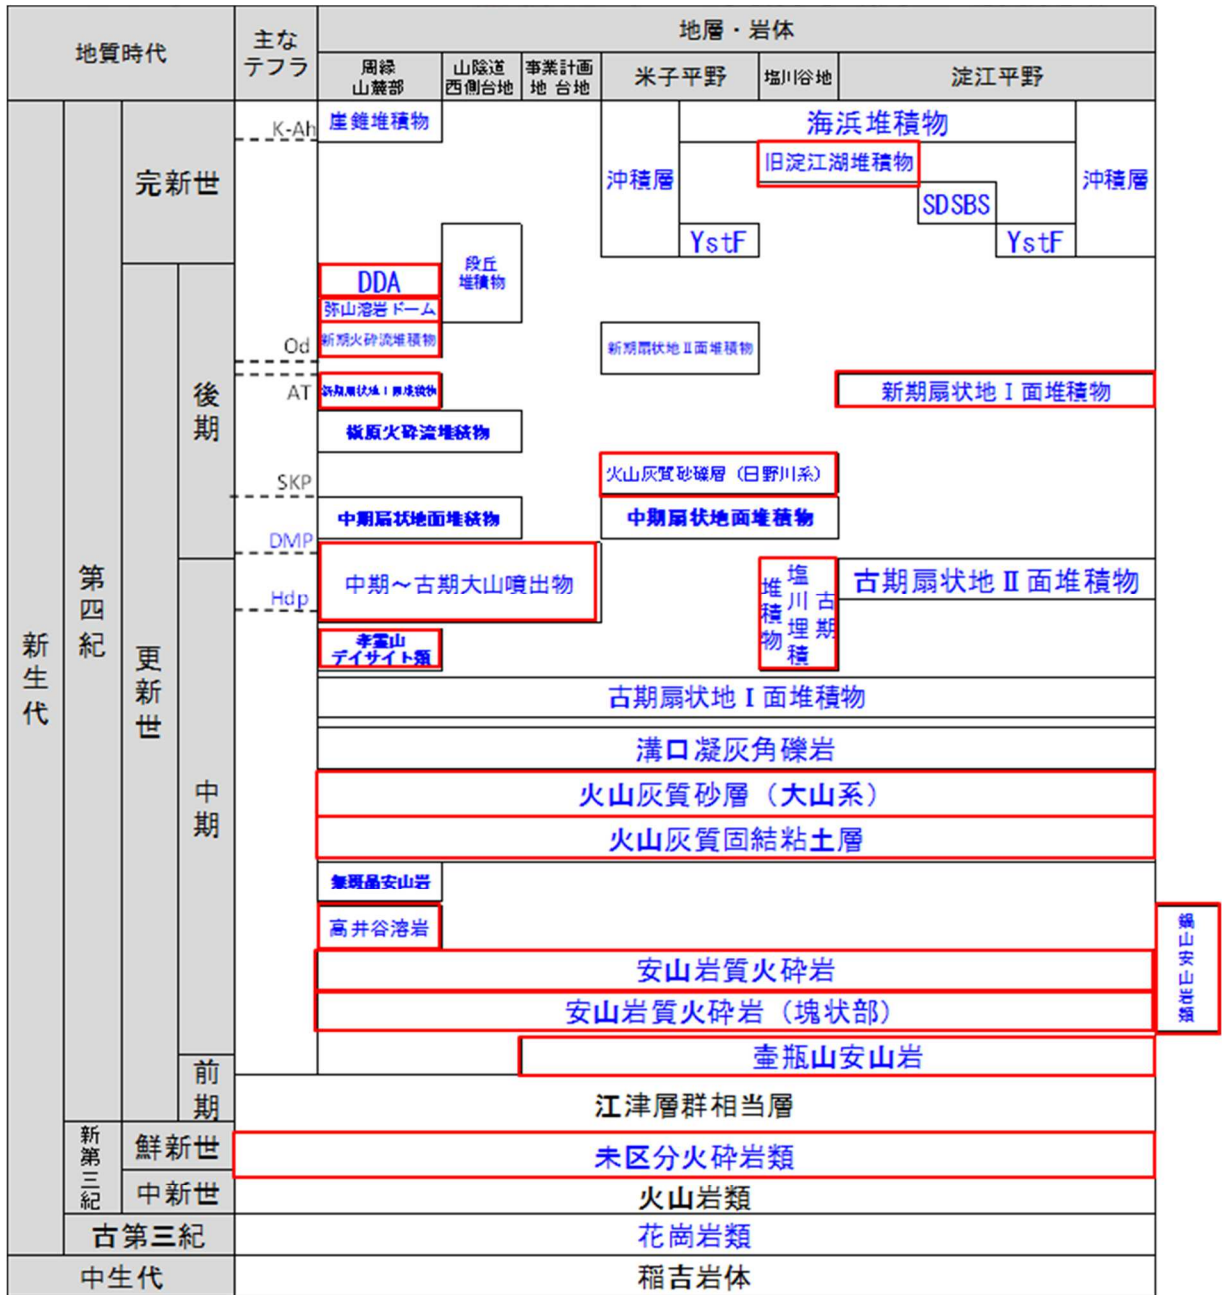 地質時代
主な
テフラ
地層・岩体
周縁
山麓部
山陰道
西側台地
事業計画
地 台地
米子平野
塩川谷地
淀江平野
新生代
第四紀
完新世
更新世
後期
中期
前期
新第三紀
鮮新世
中新世
古第三紀
中生代
K-Ah
Od
AT
SKP
DMP
Hdp
崖錐堆積物
海浜堆積物
旧淀江湖堆積物
沖積層
沖積層
SDSBS
YstF
YstF
段丘
堆積物
DDA
弥山溶岩ドーム
新期火砕流堆積物
新期扇状地Ⅱ面堆積物
新期扇状地Ⅰ面堆積物
新期扇状地Ⅰ面堆積物
槇原火砕流堆積物
火山灰質砂礫層（日野川系）
中期扇状地面堆積物
中期扇状地面堆積物
中期～古期大山噴出物
古期
塩川埋積
堆積物
古期扇状地Ⅱ面堆積物
孝霊山
デイサイト類
古期扇状地Ⅰ面堆積物
溝口凝灰角礫岩
火山灰質砂層（大山系）
火山灰質固結粘土層
無斑晶安山岩
高井谷溶岩
鍋山安山岩類
安山岩質火砕岩
安山岩質火砕岩（塊状部）
壷瓶山安山岩
江津層群相当層
未区分火砕岩類
火山岩類
花崗岩類
稲吉岩体